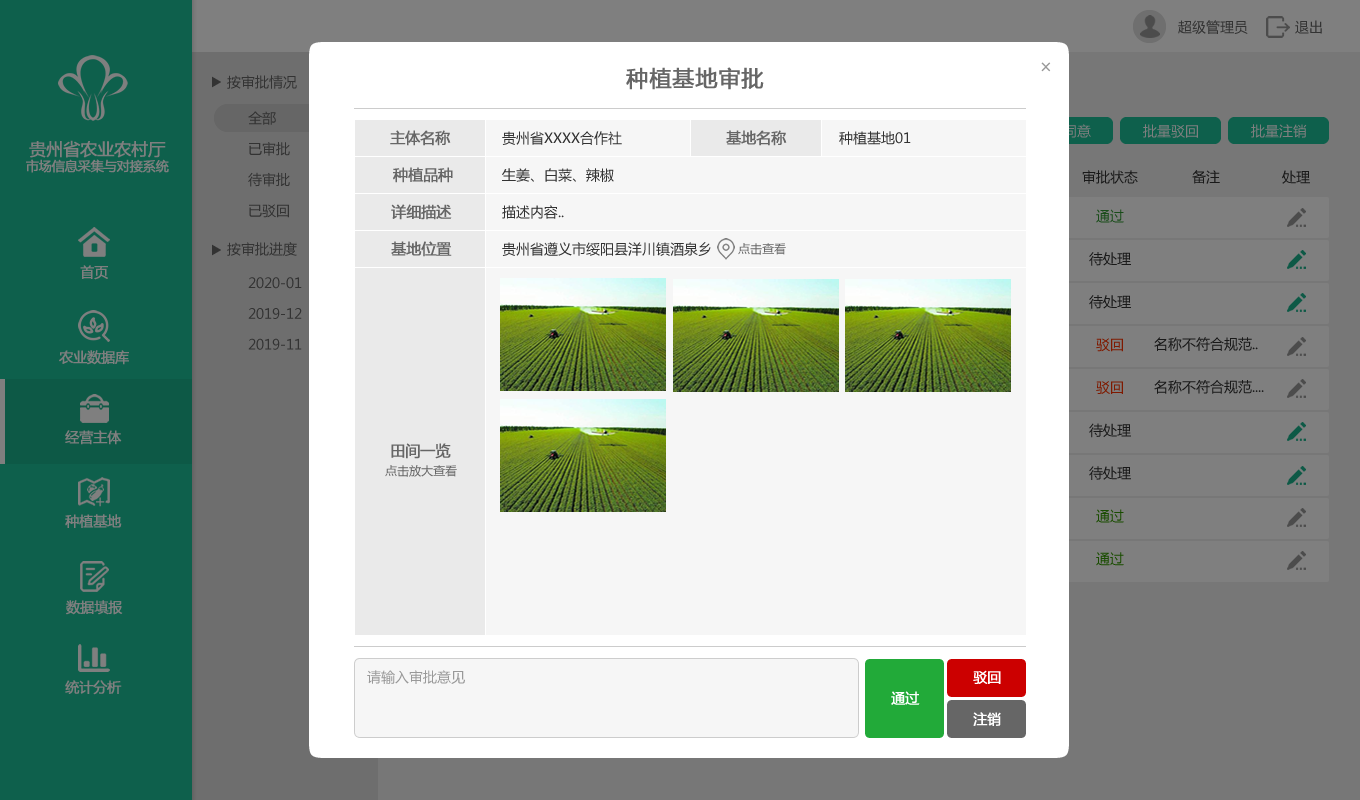 超级管理员
退出
贵州省农业农村厅
市场信息采集与对接系统
首页
农业数据库
经营主体
种植基地
数据填报
统计分析
按审批情况
全部
已审批
待审批
已驳回
按审批进度
2020-01
2019-12
2019-11
同意
批量驳回
批量注销
审批状态
备注
处理
通过
待处理
待处理
驳回 名称不符合规范..
驳回 名称不符合规范....
待处理
待处理
通过
通过
种植基地审批
×
主体名称 贵州省XXXX合作社 基地名称 种植基地01
种植品种 生姜、白菜、辣椒
详细描述 描述内容..
基地位置 贵州省遵义市绥阳县洋川镇酒泉乡 点击查看
田间一览
点击放大查看
请输入审批意见
通过
驳回
注销